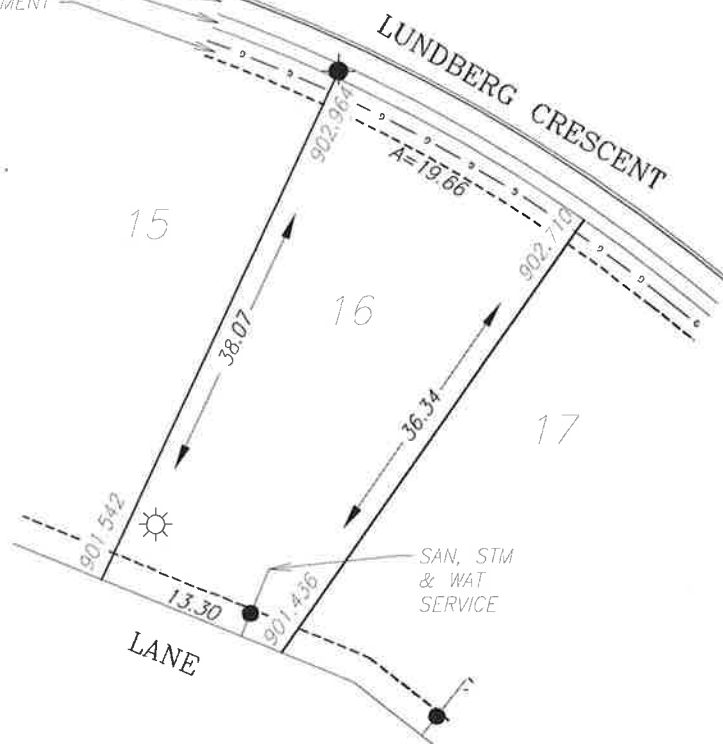 MENT
LUNDBERG CRESCENT
902.964
A=19.66
15
902.710
16
38.07
36.34
17
901.542
SAN, STM
& WAT
SERVICE
13.30
901.436
LANE